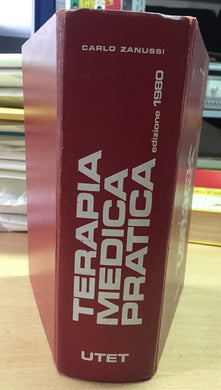 CARLO ZANUSSI
TERAPIA
MEDICA
PRATICA
edizione 1980
UTET